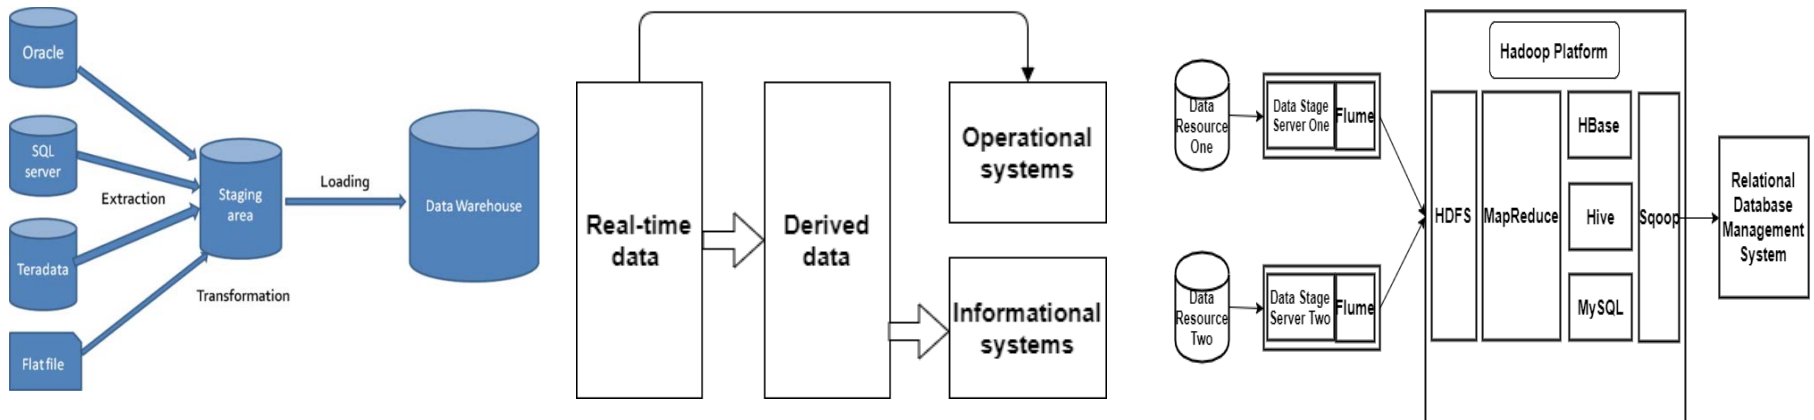 Oracle
SQL
server
Teradata
Flat file
Extraction
Transformation
Staging
area
Loading
Data Warehouse
Real-time
data
Derived
data
Operational
systems
Informational
systems
Data
Resource
One
Data Stage
Server One
Flume
Data
Resource
Two
Data Stage
Server Two
Flume
Hadoop Platform
HDFS
MapReduce
HBase
Hive
MySQL
Sqoop
Relational
Database
Management
System